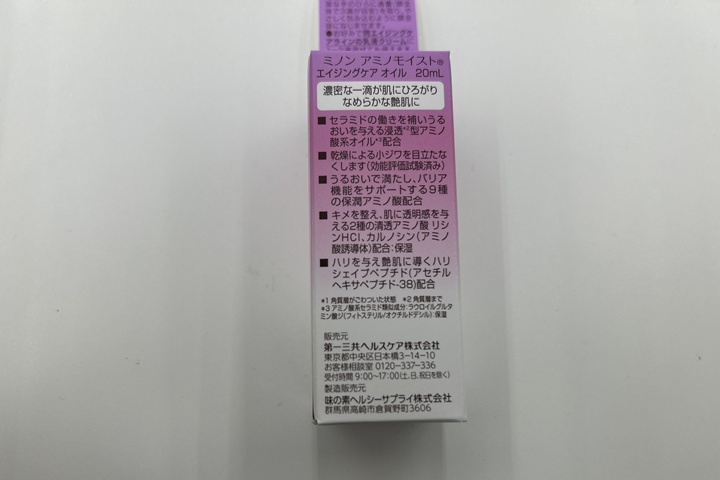 ケアラインの乳液クリームに
ミノン アミノモイスト®
エイジングケア オイル 20mL
濃密な一滴が肌にひろがり
なめらかな艶肌に
■セラミドの働きを補いうる
おいを与える浸透*2型アミノ
酸系オイル*3配合
■乾燥による小ジワを目立たな
くします(効能評価試験済み)
■うるおいで満たし、バリア
機能をサポートする9種
の保潤アミノ酸配合
■キメを整え、肌に透明感を与
える2種の清透アミノ酸 リシ
ンHCl、カルノシン(アミノ
酸誘導体)配合:保湿
■ハリを与え艶肌に導くハリ
シェイプペプチド(アセチル
ヘキサペプチド-38)配合
*1 角質層がごわついた状態 *2 角質層まで
*3 アミノ酸系セラミド類似成分:ラウロイルグルタ
ミン酸ジ(フィトステリル/オクチルドデシル):保湿
販売元
第一三共ヘルスケア株式会社
東京都中央区日本橋3-14-10
お客様相談室 0120-337-336
受付時間 9:00~17:00(土、日、祝日を除く)
製造販売元
味の素ヘルシーサプライ株式会社
群馬県高崎市倉賀野町3606